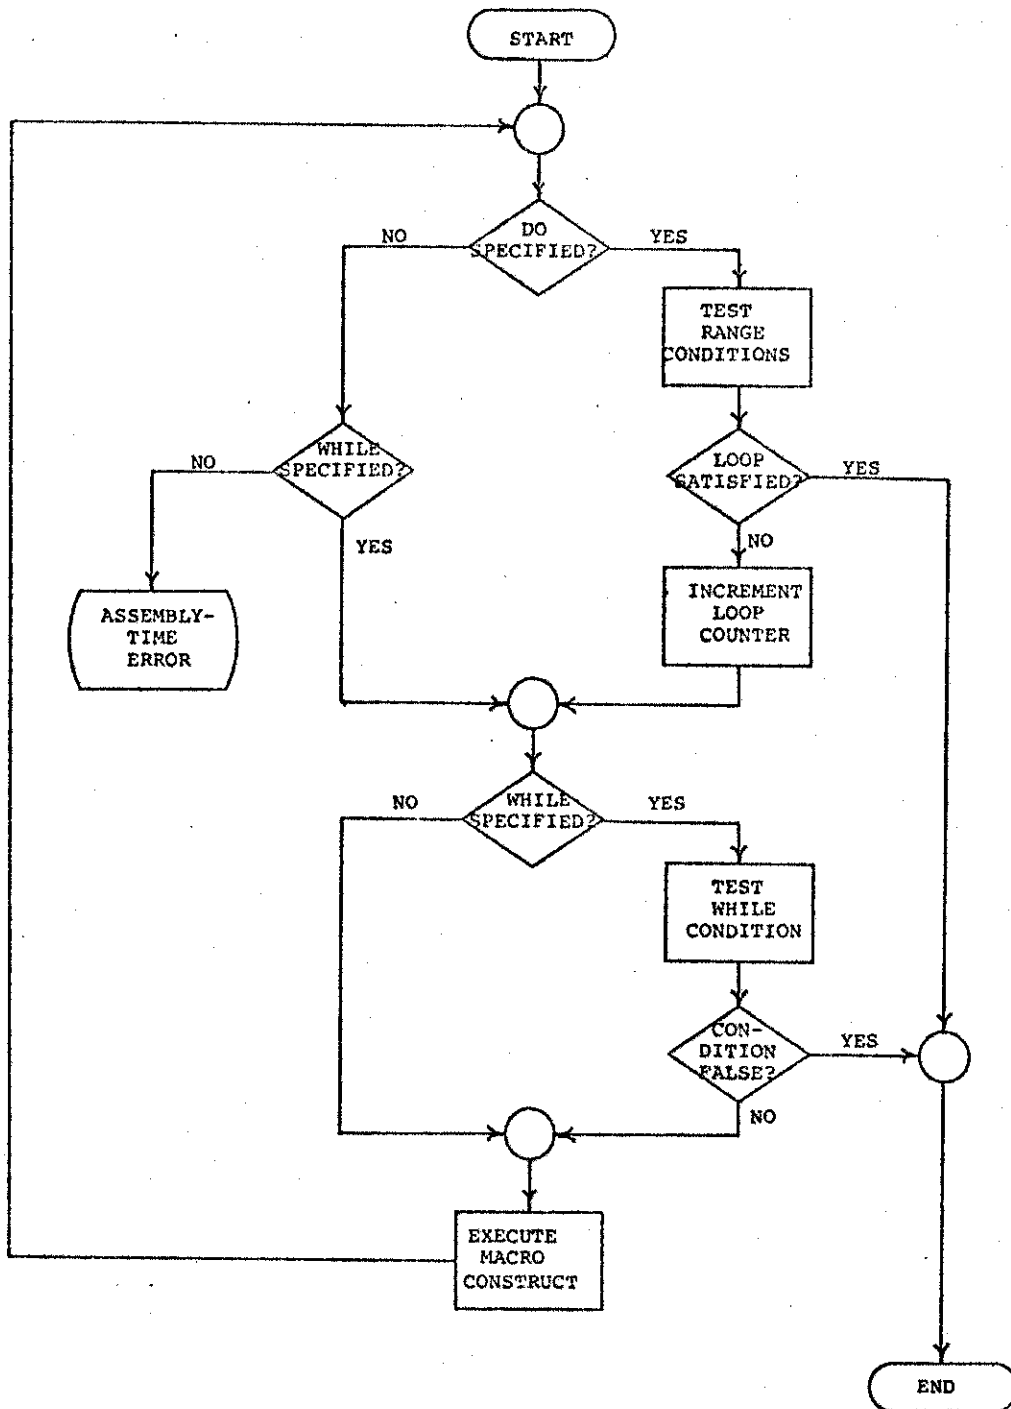 START
DO
SPECIFIED?
NO
YES
TEST
RANGE
CONDITIONS
WHILE
SPECIFIED?
NO
YES
LOOP
SATISFIED?
YES
NO
ASSEMBLY-
TIME
ERROR
INCREMENT
LOOP
COUNTER
WHILE
SPECIFIED?
NO
YES
TEST
WHILE
CONDITION
CON-
DITION
FALSE?
YES
NO
EXECUTE
MACRO
CONSTRUCT
END